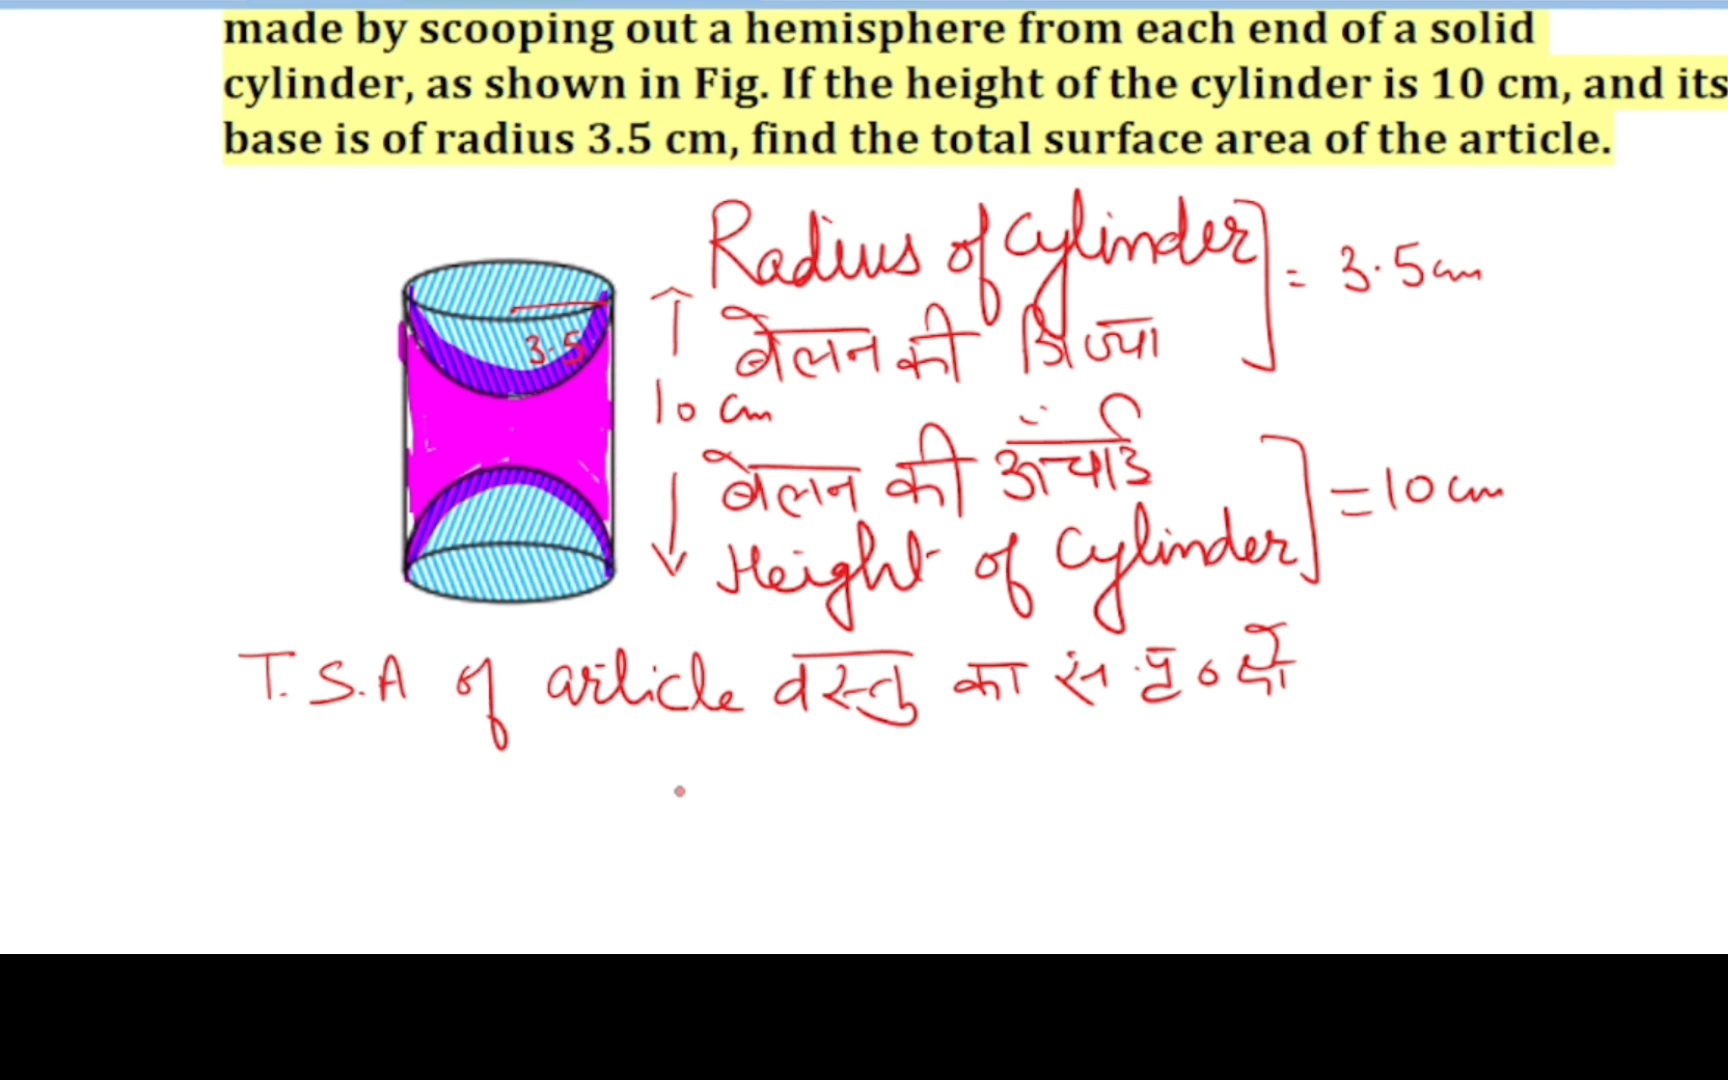 made by scooping out a hemisphere from each end of a solid
cylinder, as shown in Fig. If the height of the cylinder is 10 cm, and its
base is of radius 3.5 cm, find the total surface area of the article.
Radius of cylinder
= 3.5 cm
बेलन की त्रिज्या
3.5
10 cm
बेलन की ऊंचाई
= 10 cm
Height of cylinder
T.S.A of article वस्तु का सं पृ० क्षे